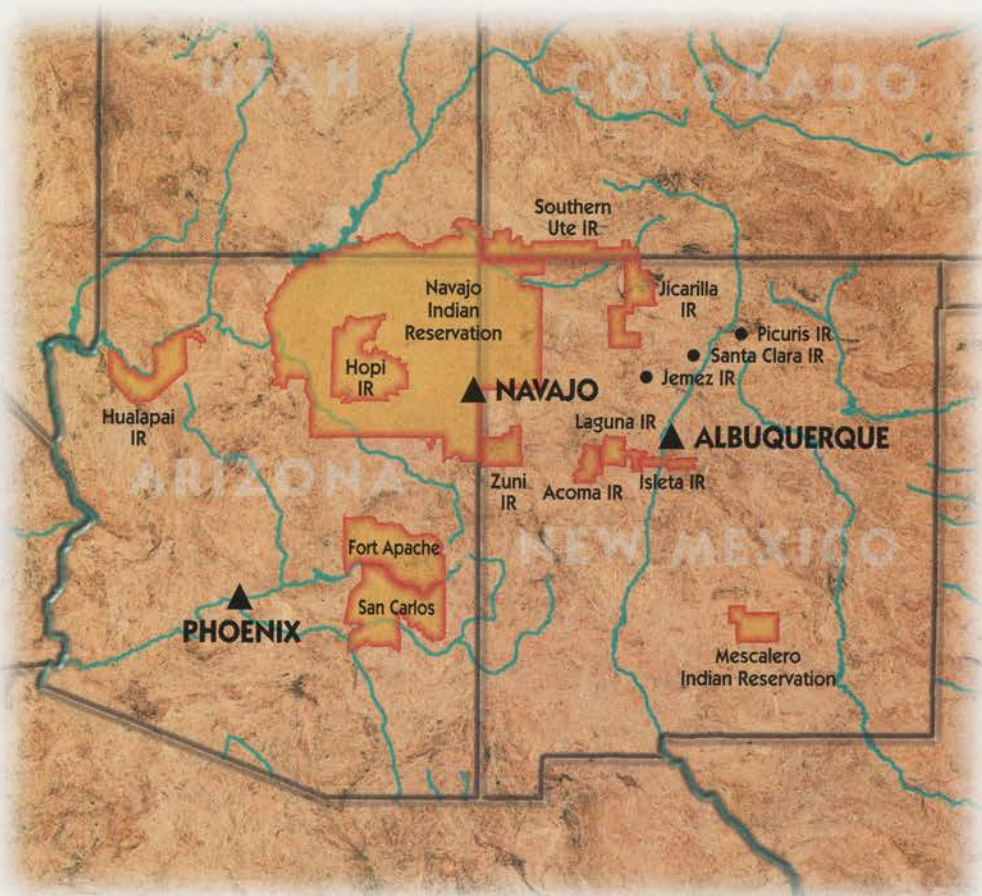 UTAH
COLORADO
Southern
Ute IR
Navajo
Indian
Reservation
Jicarilla
IR
Picuris IR
Santa Clara IR
Jemez IR
Hopi
IR
NAVAJO
Hualapai
IR
Laguna IR
ALBUQUERQUE
ARIZONA
Zuni
IR
Acoma IR
Isleta IR
NEW MEXICO
Fort Apache
San Carlos
PHOENIX
Mescalero
Indian Reservation